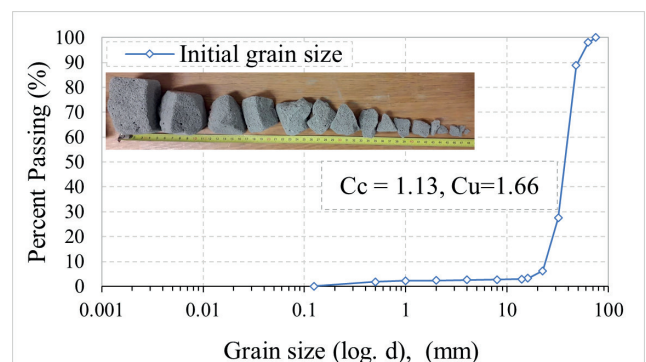 100
90
80
70
60
50
40
30
20
10
0
Percent Passing (%)
Initial grain size
Cc = 1.13, Cu=1.66
0.001 0.01 0.1 1 10 100
Grain size (log. d), (mm)